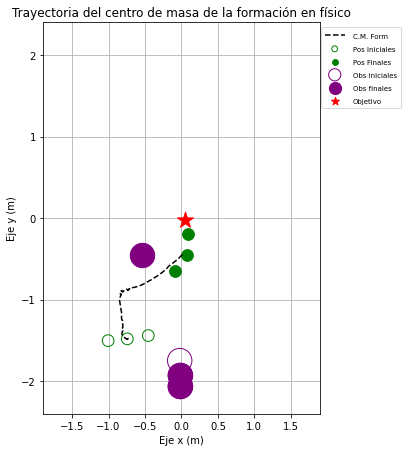 Trayectoria del centro de masa de la formación en físico
C.M. Form
Pos Iniciales
Pos Finales
Obs iniciales
Obs finales
Objetivo
Eje y (m)
2
1
0
−1
−2
−1.5
−1.0
−0.5
0.0
0.5
1.0
1.5
Eje x (m)